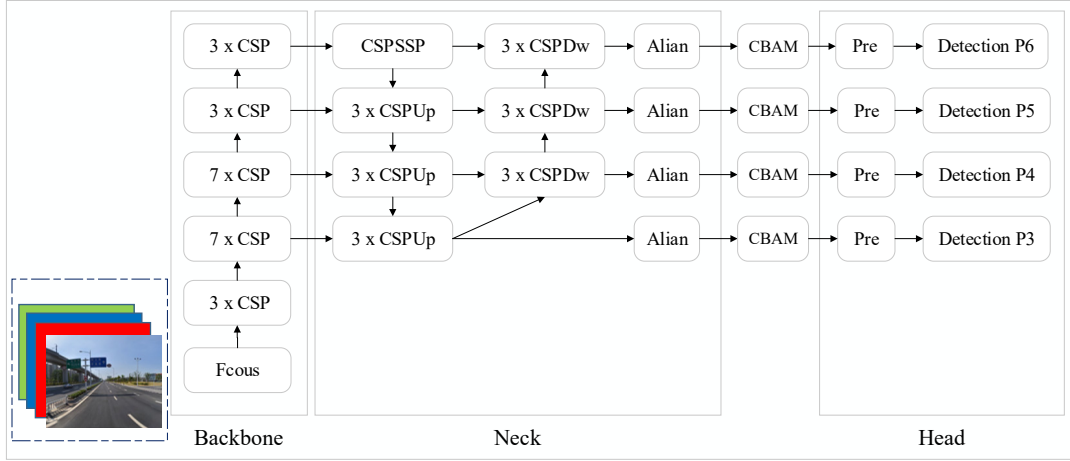 3 x CSP CSPSSP 3 x CSPDw Alian CBAM Pre Detection P6
3 x CSP 3 x CSPUp 3 x CSPDw Alian CBAM Pre Detection P5
7 x CSP 3 x CSPUp 3 x CSPDw Alian CBAM Pre Detection P4
7 x CSP 3 x CSPUp Alian CBAM Pre Detection P3
3 x CSP
Fcous
Backbone Neck Head